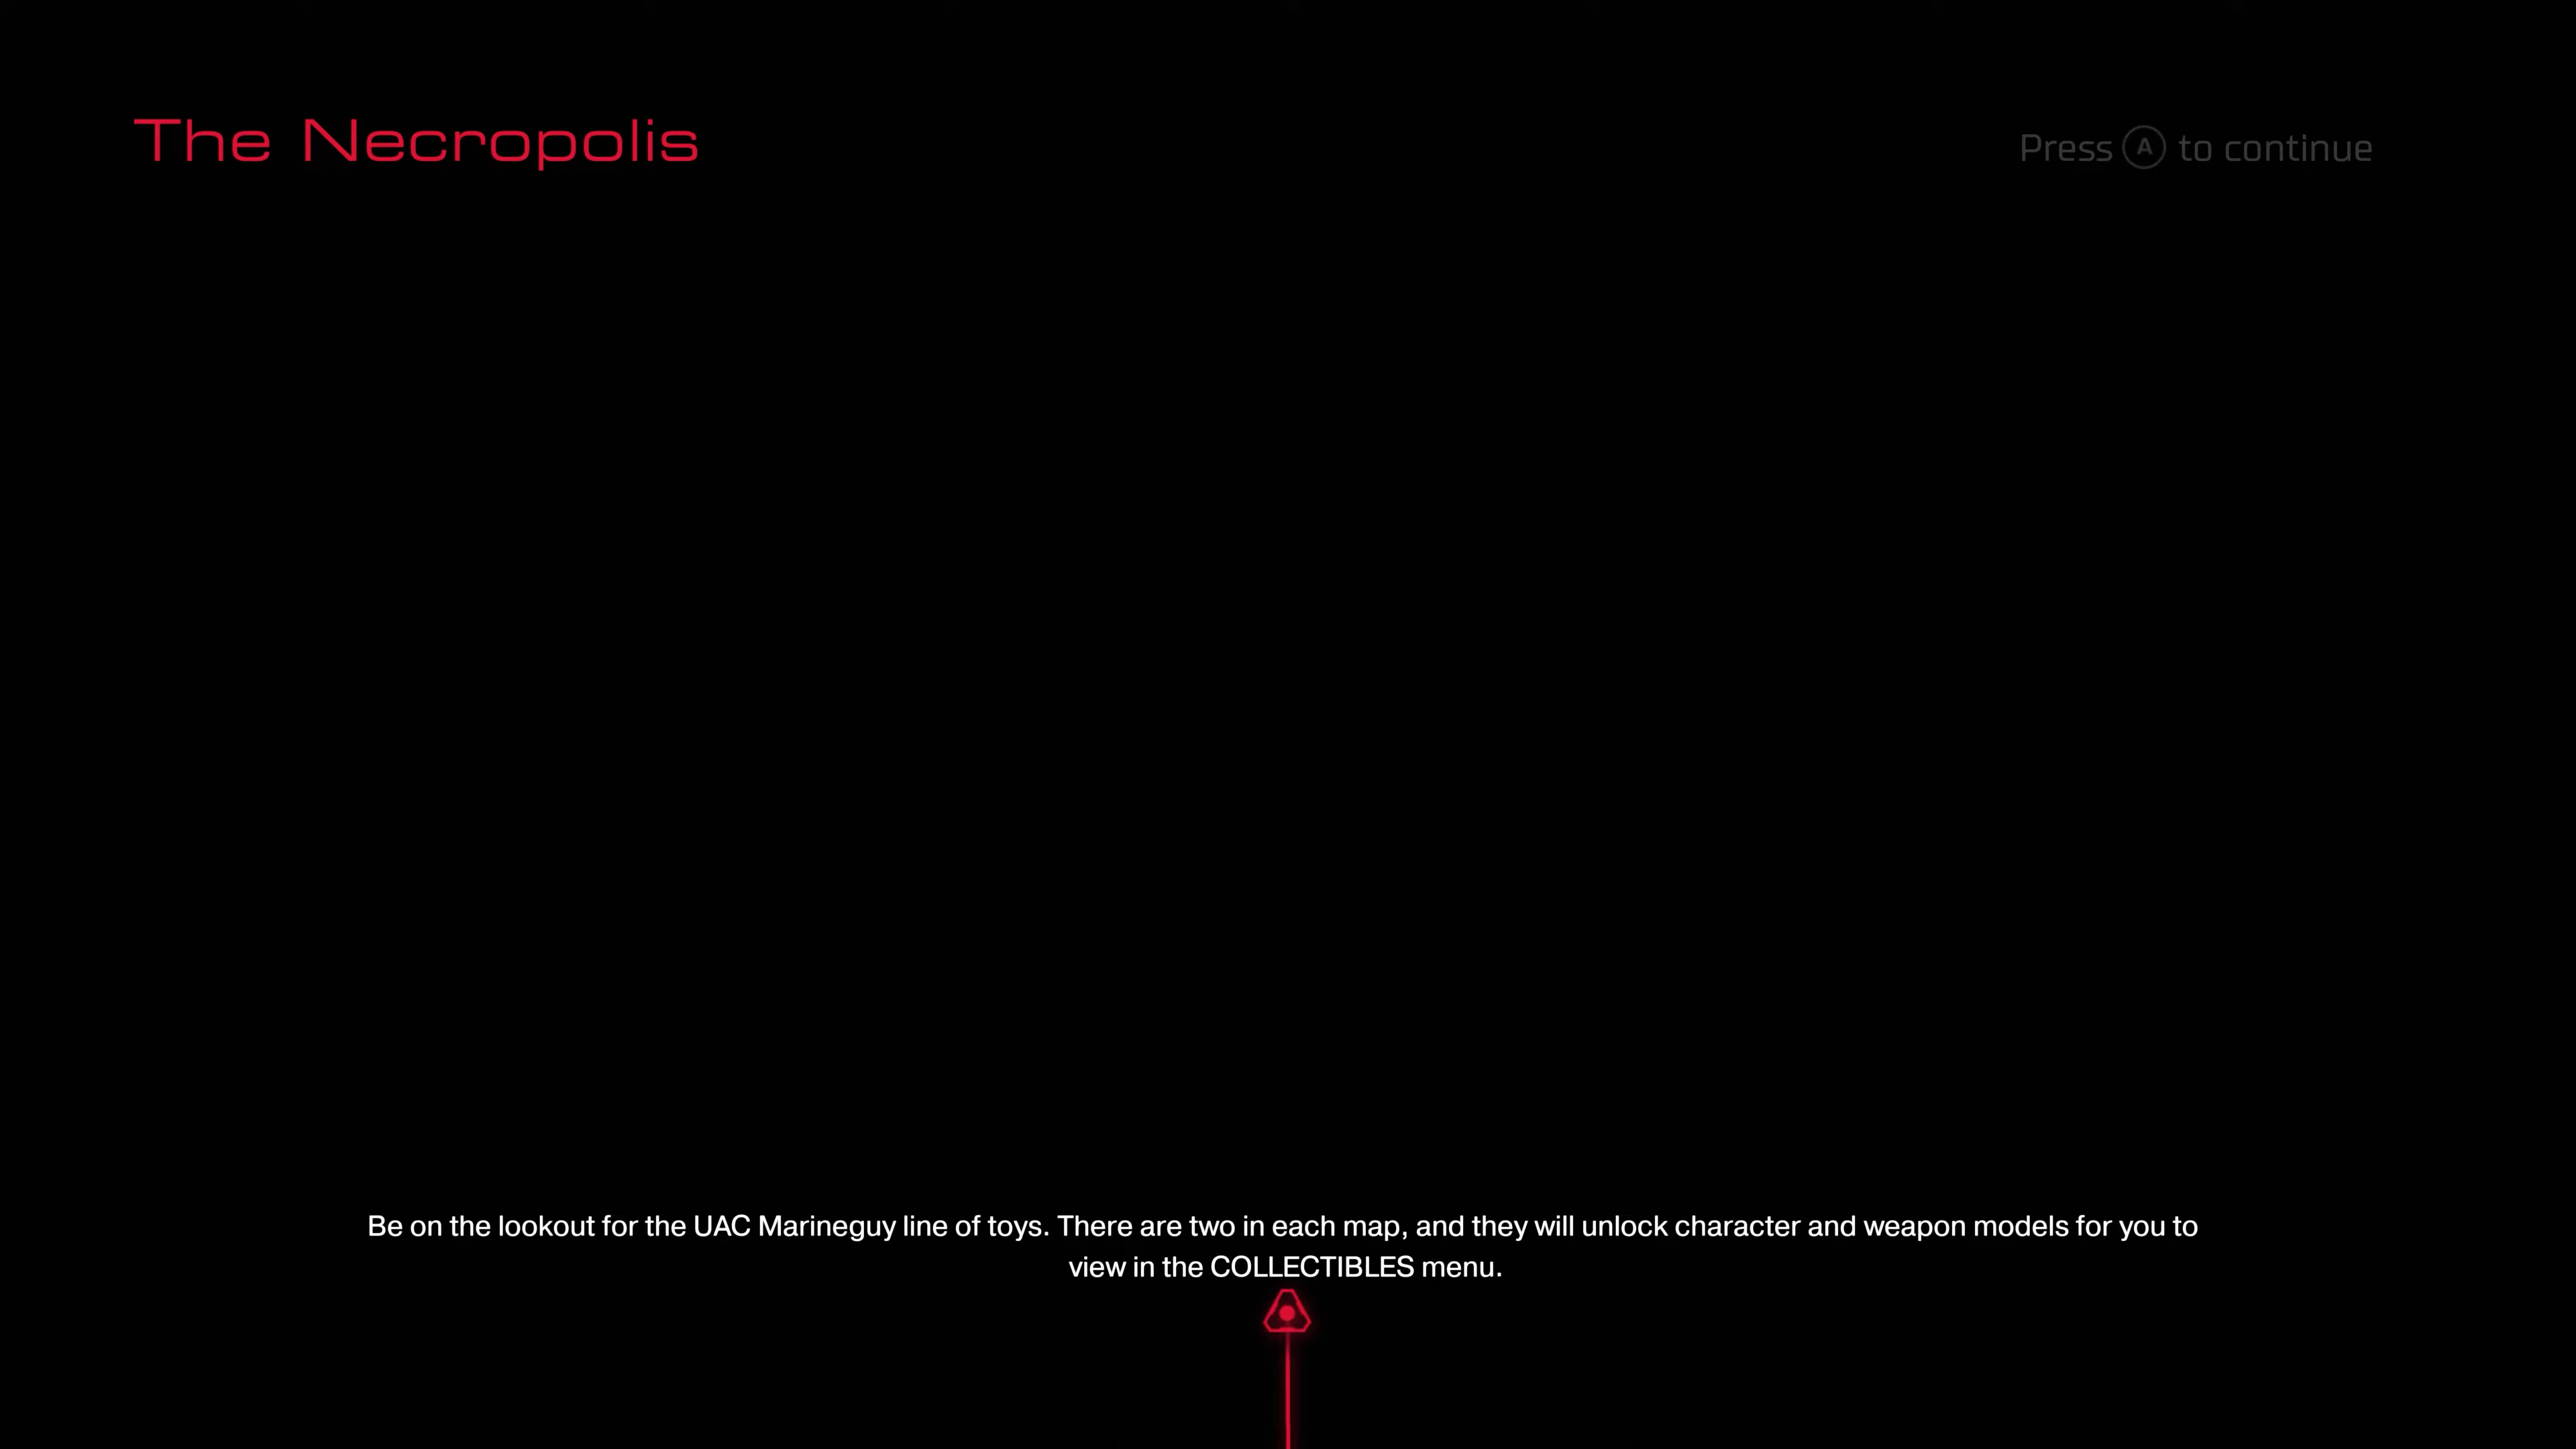 The Necropolis
Press A to continue
Be on the lookout for the UAC Marineguy line of toys. There are two in each map, and they will unlock character and weapon models for you to
view in the COLLECTIBLES menu.